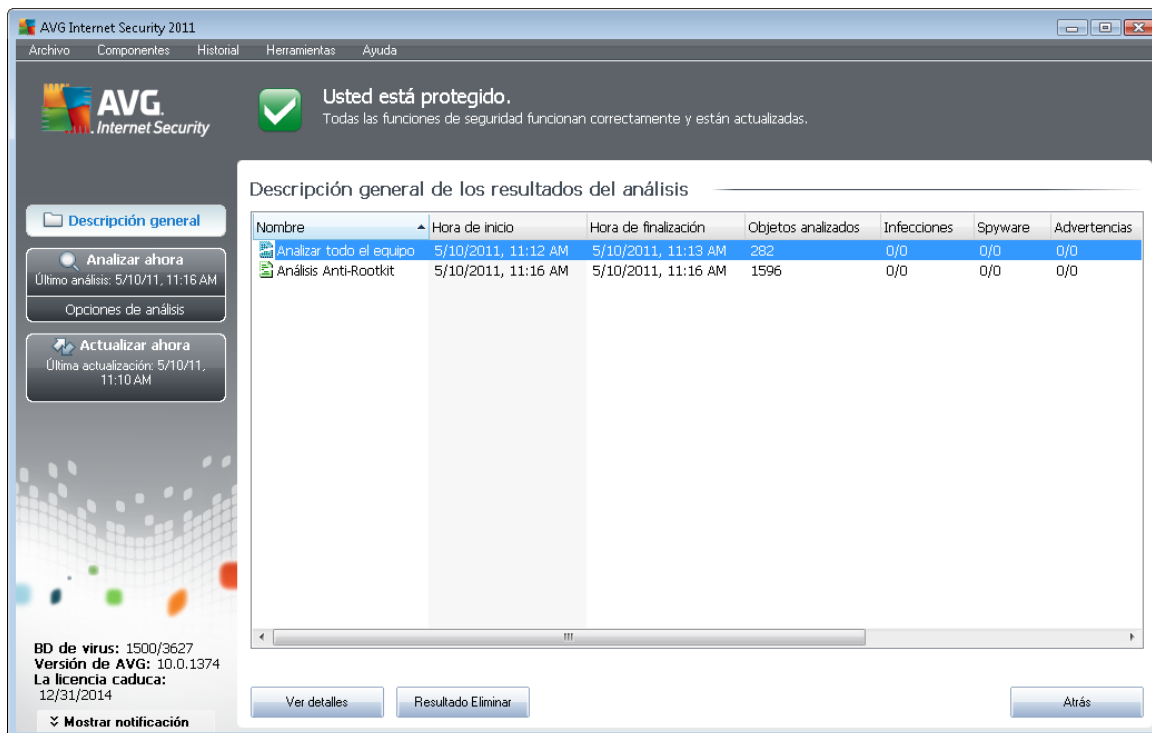 AVG Internet Security 2011
Archivo Componentes Historial Herramientas Ayuda
AVG.
Internet Security
Usted está protegido.
Todas las funciones de seguridad funcionan correctamente y están actualizadas.
Descripción general
Analizar ahora
Último análisis: 5/10/11, 11:16 AM
Opciones de análisis
Actualizar ahora
Última actualización: 5/10/11,
11:10 AM
BD de virus: 1500/3627
Versión de AVG: 10.0.1374
La licencia caduca:
12/31/2014
Mostrar notificación
Descripción general de los resultados del análisis
Nombre Hora de inicio Hora de finalización Objetos analizados Infecciones Spyware Advertencias
Analizar todo el equipo 5/10/2011, 11:12 AM 5/10/2011, 11:13 AM 282 0/0 0/0 0/0
Análisis Anti-Rootkit 5/10/2011, 11:16 AM 5/10/2011, 11:16 AM 1596 0/0 0/0 0/0
Ver detalles Resultado Eliminar Atrás